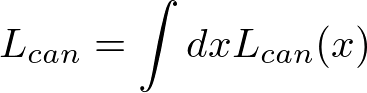 L_{can} = \int dx L_{can}(x)